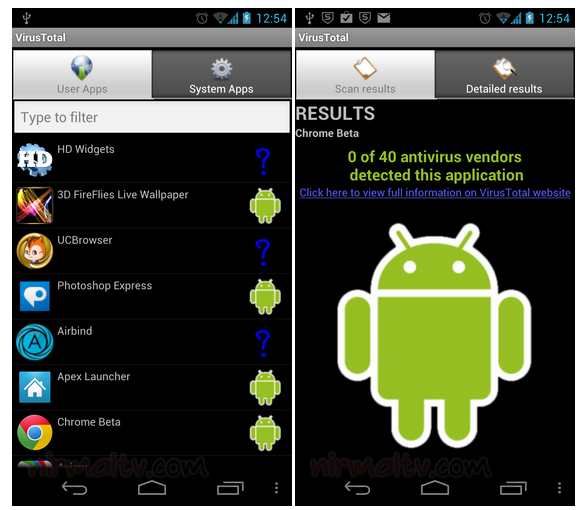 12:54
VirusTotal
User Apps
System Apps
Type to filter
HD
HD Widgets
?
3D FireFlies Live Wallpaper
UCBrowser
?
Photoshop Express
A
Airbind
?
Apex Launcher
Chrome Beta
nirmaltv.com
12:54
VirusTotal
Scan results
Detailed results
RESULTS
Chrome Beta
0 of 40 antivirus vendors
detected this application
Click here to view full information on VirusTotal website
nirmaltv.com